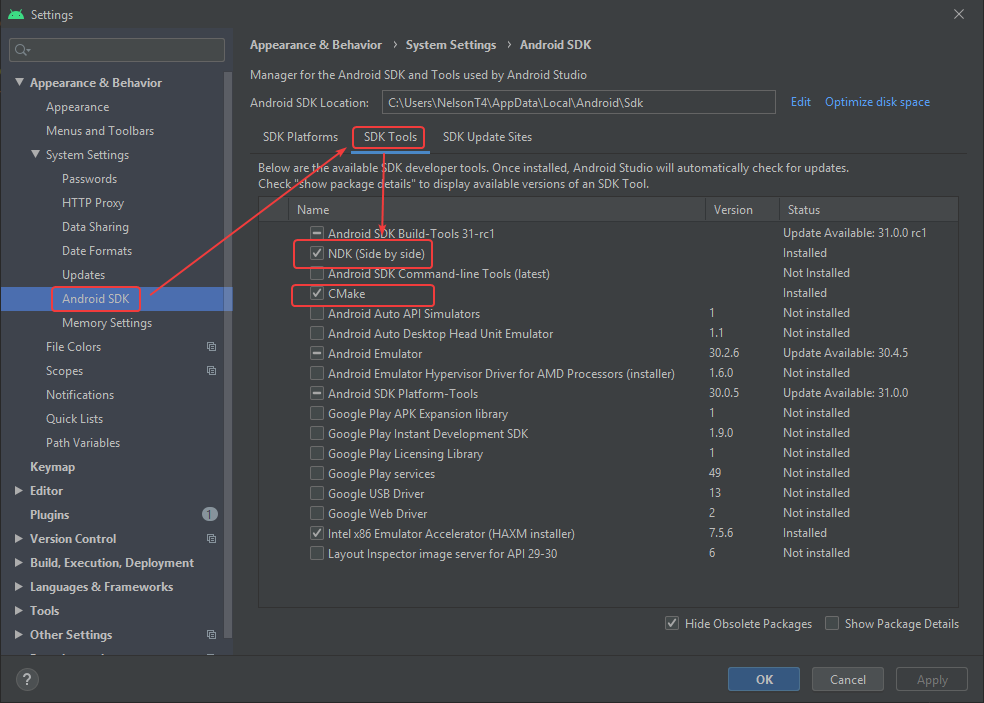 Settings
Appearance & Behavior
Appearance
Menus and Toolbars
System Settings
Passwords
HTTP Proxy
Data Sharing
Date Formats
Updates
Android SDK
Memory Settings
File Colors
Scopes
Notifications
Quick Lists
Path Variables
Keymap
Editor
Plugins 1
Version Control
Build, Execution, Deployment
Languages & Frameworks
Tools
Other Settings
Appearance & Behavior › System Settings › Android SDK
Manager for the Android SDK and Tools used by Android Studio
Android SDK Location: C:\Users\NelsonT4\AppData\Local\Android\Sdk Edit Optimize disk space
SDK Platforms SDK Tools SDK Update Sites
Below are the available SDK developer tools. Once installed, Android Studio will automatically check for updates.
Check "show package details" to display available versions of an SDK Tool.
Name Version Status
Android SDK Build-Tools 31-rc1 Update Available: 31.0.0 rc1
NDK (Side by side) Installed
Android SDK Command-line Tools (latest) Not Installed
CMake Installed
Android Auto API Simulators 1 Not installed
Android Auto Desktop Head Unit Emulator 1.1 Not installed
Android Emulator 30.2.6 Update Available: 30.4.5
Android Emulator Hypervisor Driver for AMD Processors (installer) 1.6.0 Not installed
Android SDK Platform-Tools 30.0.5 Update Available: 31.0.0
Google Play APK Expansion library 1 Not installed
Google Play Instant Development SDK 1.9.0 Not installed
Google Play Licensing Library 1 Not installed
Google Play services 49 Not installed
Google USB Driver 13 Not installed
Google Web Driver 2 Not installed
Intel x86 Emulator Accelerator (HAXM installer) 7.5.6 Installed
Layout Inspector image server for API 29-30 6 Not installed
Hide Obsolete Packages Show Package Details
? OK Cancel Apply